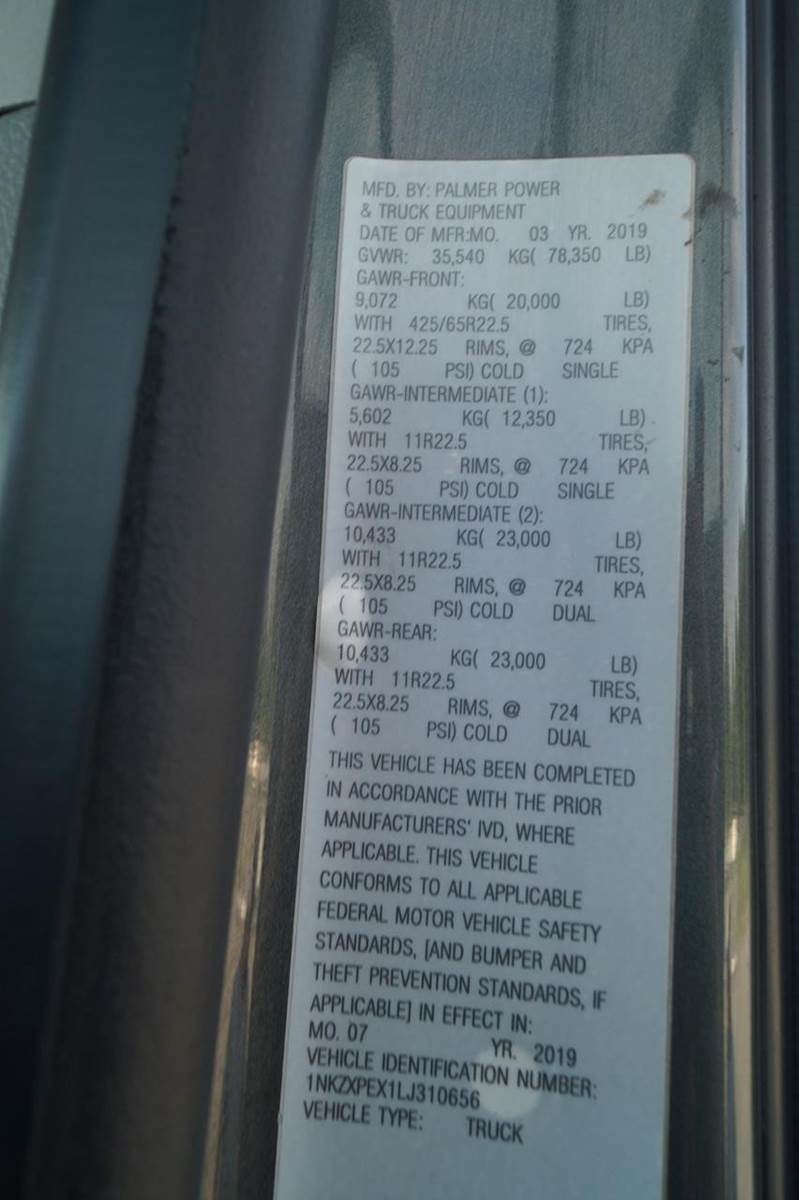 MFD. BY: PALMER POWER
& TRUCK EQUIPMENT
DATE OF MFR:MO. 03 YR. 2019
GVWR: 35,540 KG( 78,350 LB)
GAWR-FRONT:
9,072 KG( 20,000 LB)
WITH 425/65R22.5 TIRES,
22.5X12.25 RIMS, @ 724 KPA
( 105 PSI) COLD SINGLE
GAWR-INTERMEDIATE (1):
5,602 KG( 12,350 LB)
WITH 11R22.5 TIRES,
22.5X8.25 RIMS, @ 724 KPA
( 105 PSI) COLD SINGLE
GAWR-INTERMEDIATE (2):
10,433 KG( 23,000 LB)
WITH 11R22.5 TIRES,
22.5X8.25 RIMS, @ 724 KPA
( 105 PSI) COLD DUAL
GAWR-REAR:
10,433 KG( 23,000 LB)
WITH 11R22.5 TIRES,
22.5X8.25 RIMS, @ 724 KPA
( 105 PSI) COLD DUAL
THIS VEHICLE HAS BEEN COMPLETED
IN ACCORDANCE WITH THE PRIOR
MANUFACTURERS' IVD, WHERE
APPLICABLE. THIS VEHICLE
CONFORMS TO ALL APPLICABLE
FEDERAL MOTOR VEHICLE SAFETY
STANDARDS, [AND BUMPER AND
THEFT PREVENTION STANDARDS, IF
APPLICABLE] IN EFFECT IN:
MO. 07 YR. 2019
VEHICLE IDENTIFICATION NUMBER:
1NKZXPEX1LJ310656
VEHICLE TYPE: TRUCK